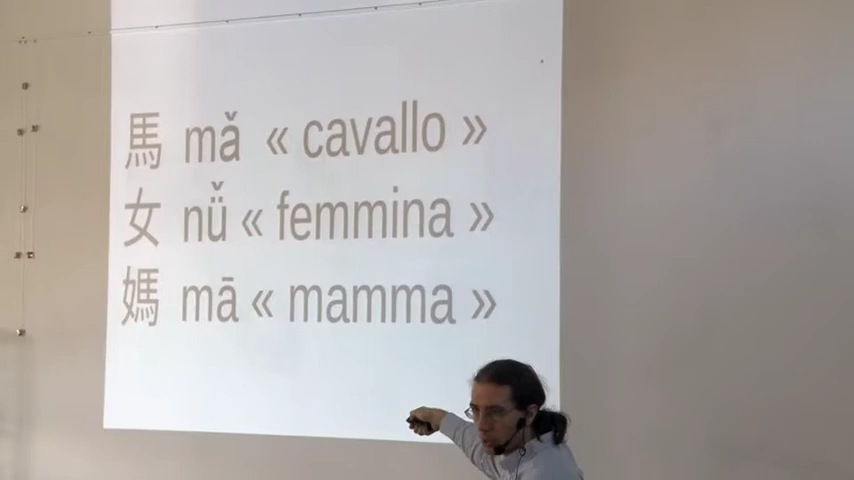 馬 mǎ « cavallo »
女 nǚ « femmina »
媽 mā « mamma »